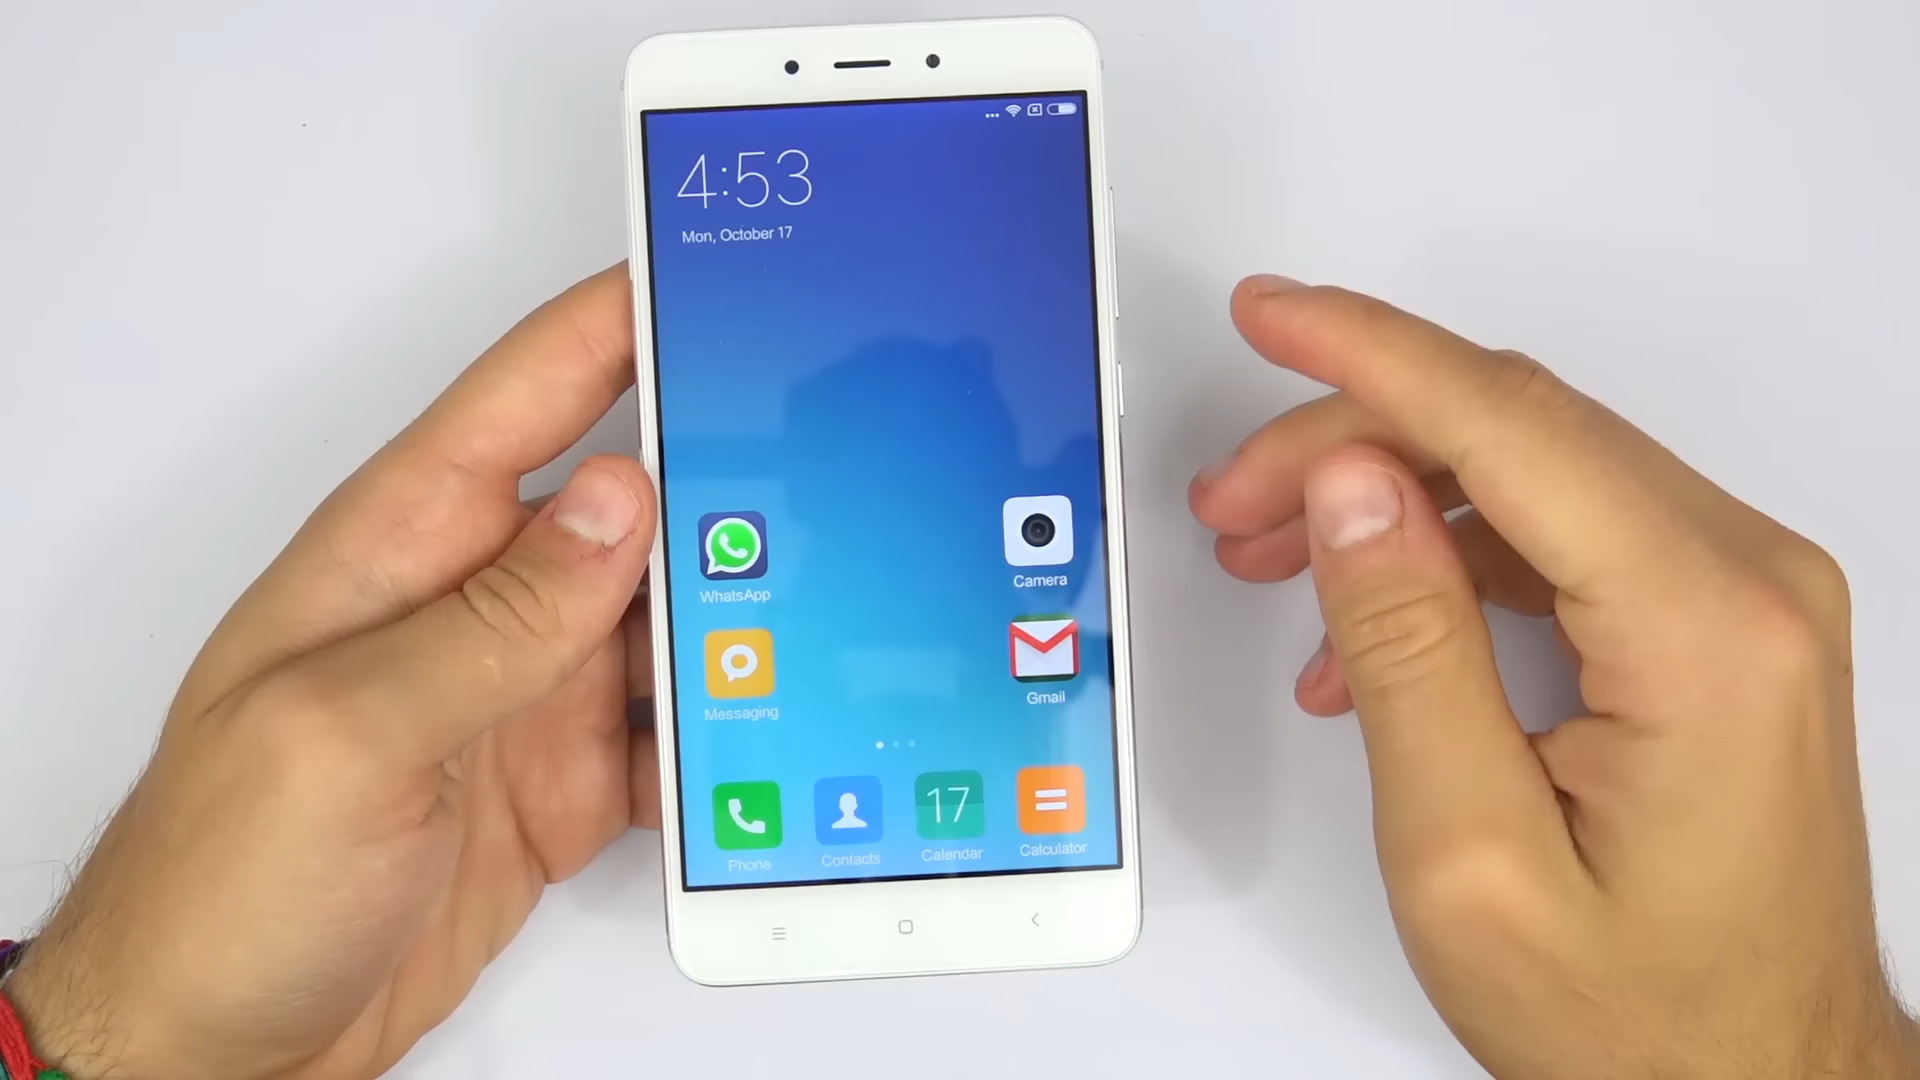 4:53
Mon, October 17
WhatsApp
Camera
Messaging
Gmail
17
Phone
Contacts
Calendar
Calculator